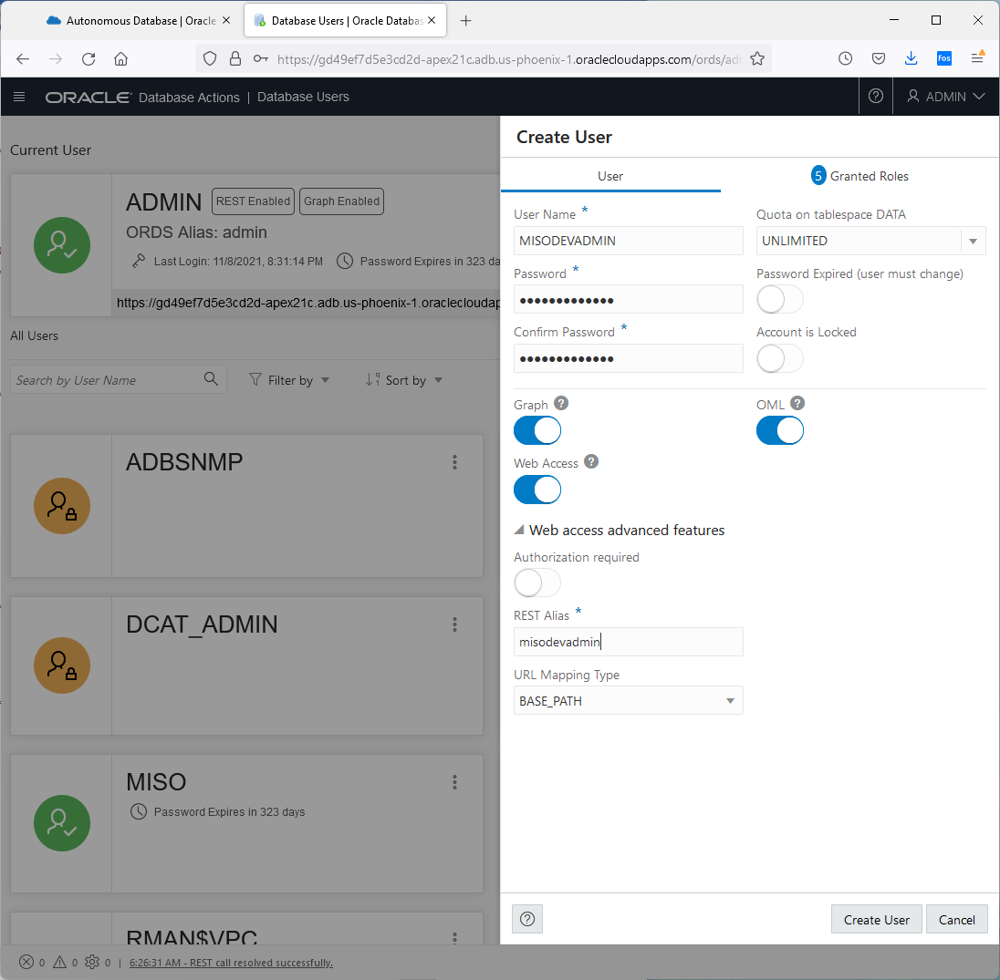 Autonomous Database | Oracle
Database Users | Oracle Databas
https://gd49ef7d5e3cd2d-apex21c.adb.us-phoenix-1.oraclecloudapps.com/ords/adm
fos
ORACLE Database Actions | Database Users
ADMIN
Current User
ADMIN
REST Enabled
Graph Enabled
ORDS Alias: admin
Last Login: 11/8/2021, 8:31:14 PM
Password Expires in 323 da
https://gd49ef7d5e3cd2d-apex21c.adb.us-phoenix-1.oraclecloudap
All Users
Search by User Name
Filter by
Sort by
ADBSNMP
DCAT_ADMIN
MISO
Password Expires in 323 days
RMAN$VPC
Create User
User
5 Granted Roles
User Name *
MISODEVADMIN
Quota on tablespace DATA
UNLIMITED
Password *
•••••••••••••
Password Expired (user must change)
Confirm Password *
•••••••••••••
Account is Locked
Graph ?
OML ?
Web Access ?
Web access advanced features
Authorization required
REST Alias *
misodevadmin
URL Mapping Type
BASE_PATH
Create User
Cancel
0 0 0 | 6:26:31 AM - REST call resolved successfully.